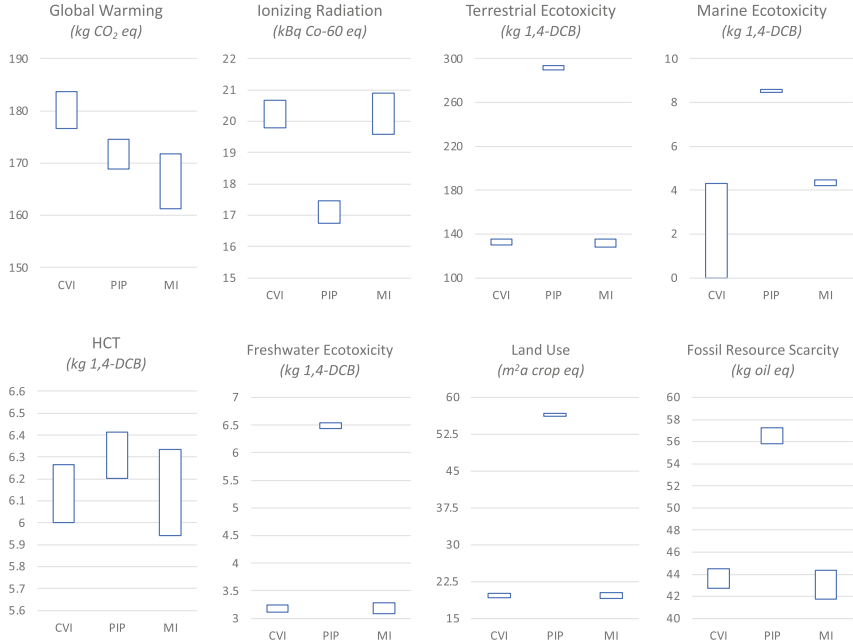 Global Warming
(kg CO2 eq)
190
180
170
160
150
CVI PIP MI
Ionizing Radiation
(kBq Co-60 eq)
22
21
20
19
18
17
16
15
CVI PIP MI
Terrestrial Ecotoxicity
(kg 1,4-DCB)
300
260
220
180
140
100
CVI PIP MI
Marine Ecotoxicity
(kg 1,4-DCB)
10
8
6
4
2
0
CVI PIP MI
HCT
(kg 1,4-DCB)
6.6
6.5
6.4
6.3
6.2
6.1
6
5.9
5.8
5.7
5.6
CVI PIP MI
Freshwater Ecotoxicity
(kg 1,4-DCB)
7
6.5
6
5.5
5
4.5
4
3.5
3
CVI PIP MI
Land Use
(m²a crop eq)
60
52.5
45
37.5
30
22.5
15
CVI PIP MI
Fossil Resource Scarcity
(kg oil eq)
60
58
56
54
52
50
48
46
44
42
40
CVI PIP MI